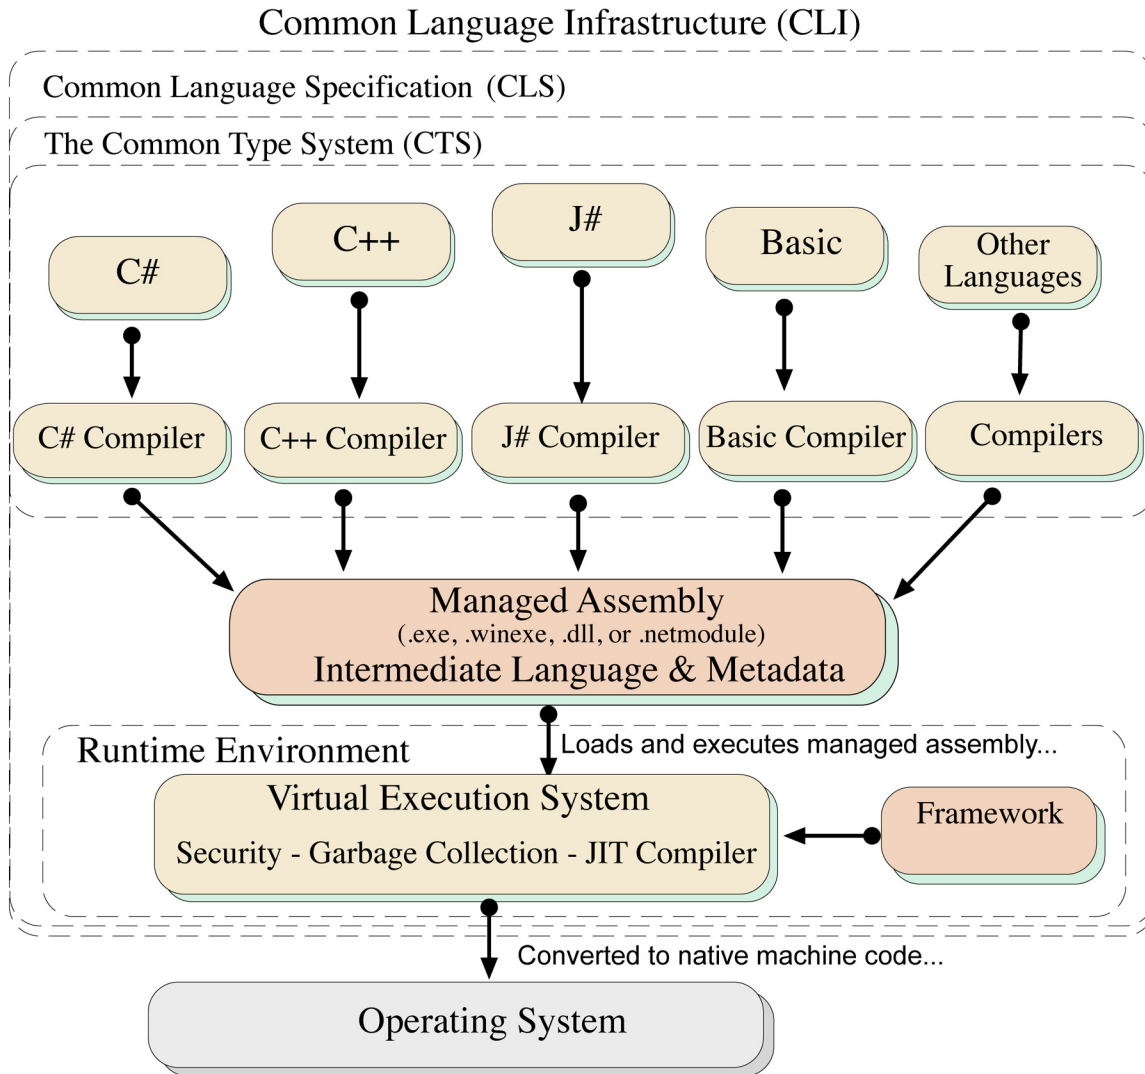 Common Language Infrastructure (CLI)
Common Language Specification (CLS)
The Common Type System (CTS)
C#
C++
J#
Basic
Other
Languages
C# Compiler
C++ Compiler
J# Compiler
Basic Compiler
Compilers
Managed Assembly
(.exe, .winexe, .dll, or .netmodule)
Intermediate Language & Metadata
Runtime Environment
Loads and executes managed assembly...
Virtual Execution System
Security - Garbage Collection - JIT Compiler
Framework
Converted to native machine code...
Operating System